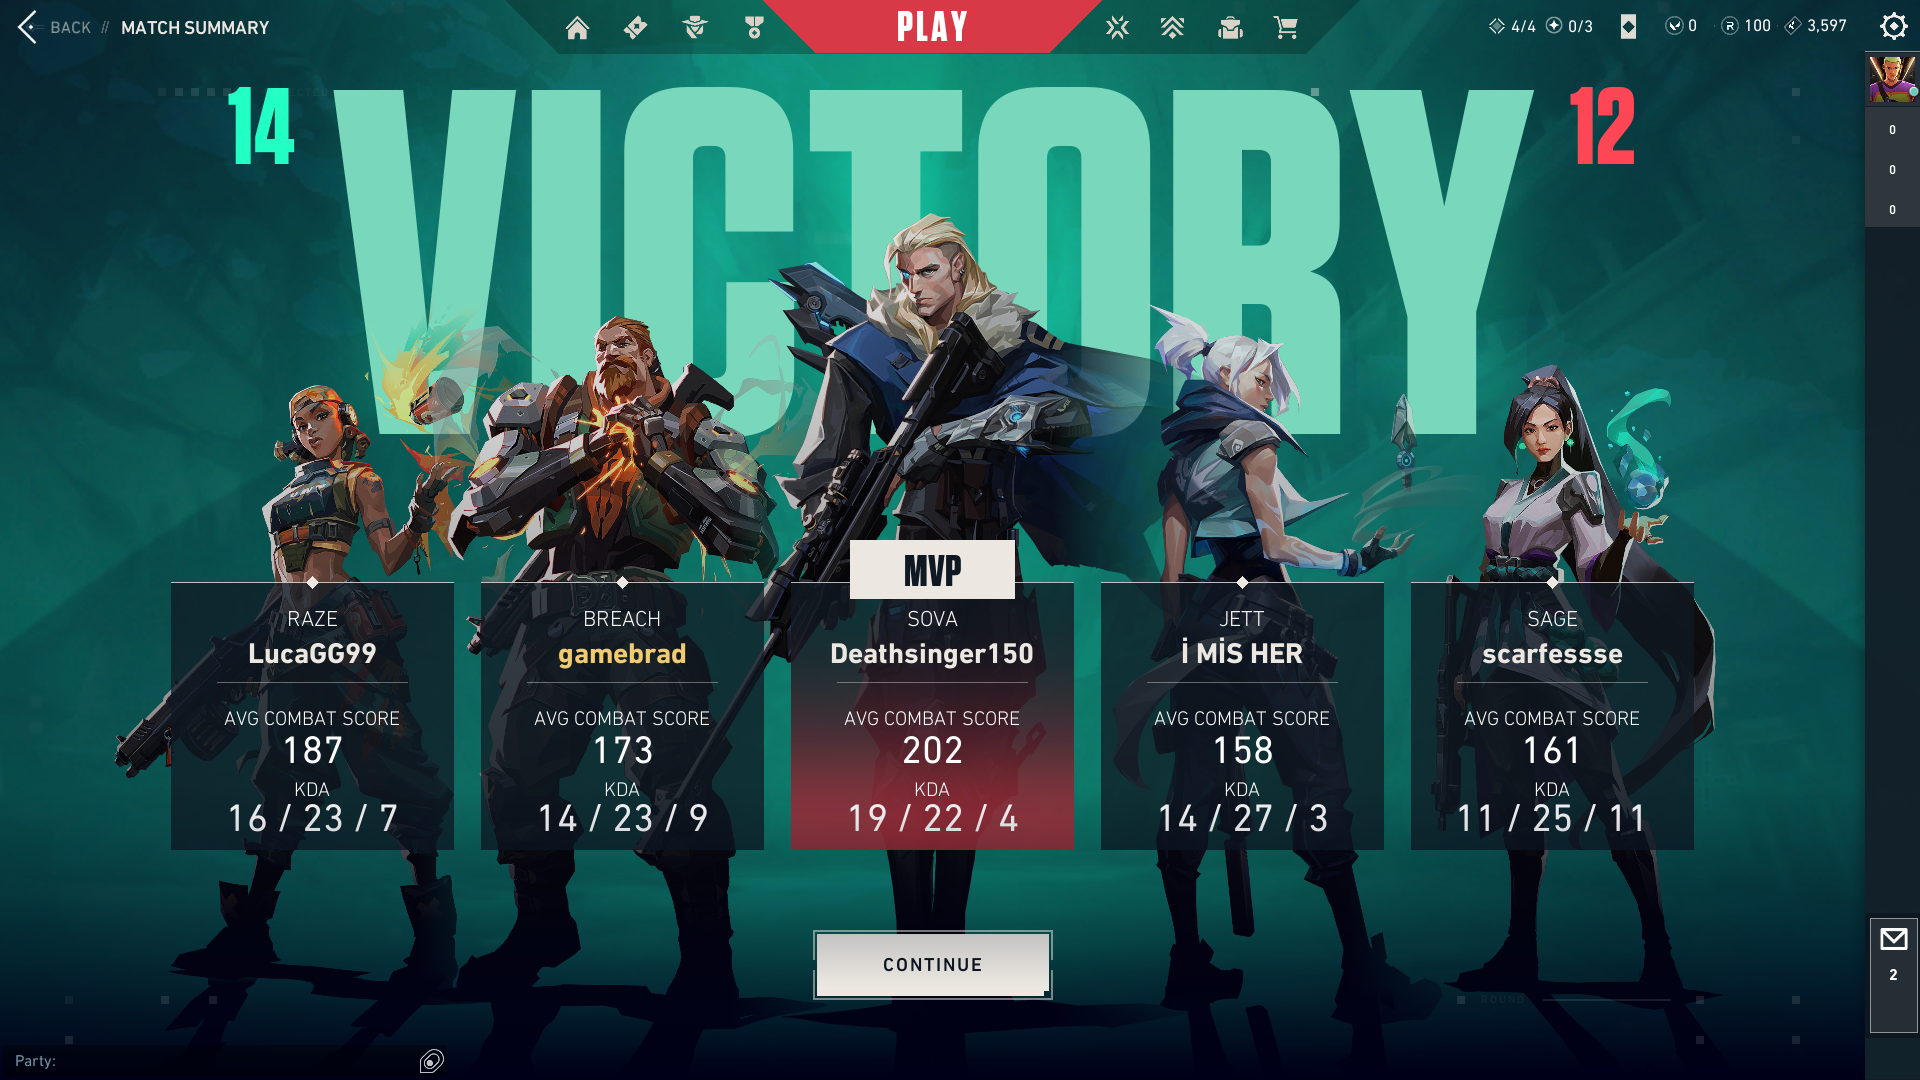 BACK // MATCH SUMMARY
PLAY
4/4 0/3 0 100 3,597
14 VICTORY 12
0
0
0
MVP
RAZE
LucaGG99
AVG COMBAT SCORE
187
KDA
16 / 23 / 7
BREACH
gamebrad
AVG COMBAT SCORE
173
KDA
14 / 23 / 9
SOVA
Deathsinger150
AVG COMBAT SCORE
202
KDA
19 / 22 / 4
JETT
İ MİS HER
AVG COMBAT SCORE
158
KDA
14 / 27 / 3
SAGE
scarfessse
AVG COMBAT SCORE
161
KDA
11 / 25 / 11
CONTINUE
2
ROUND
Party: